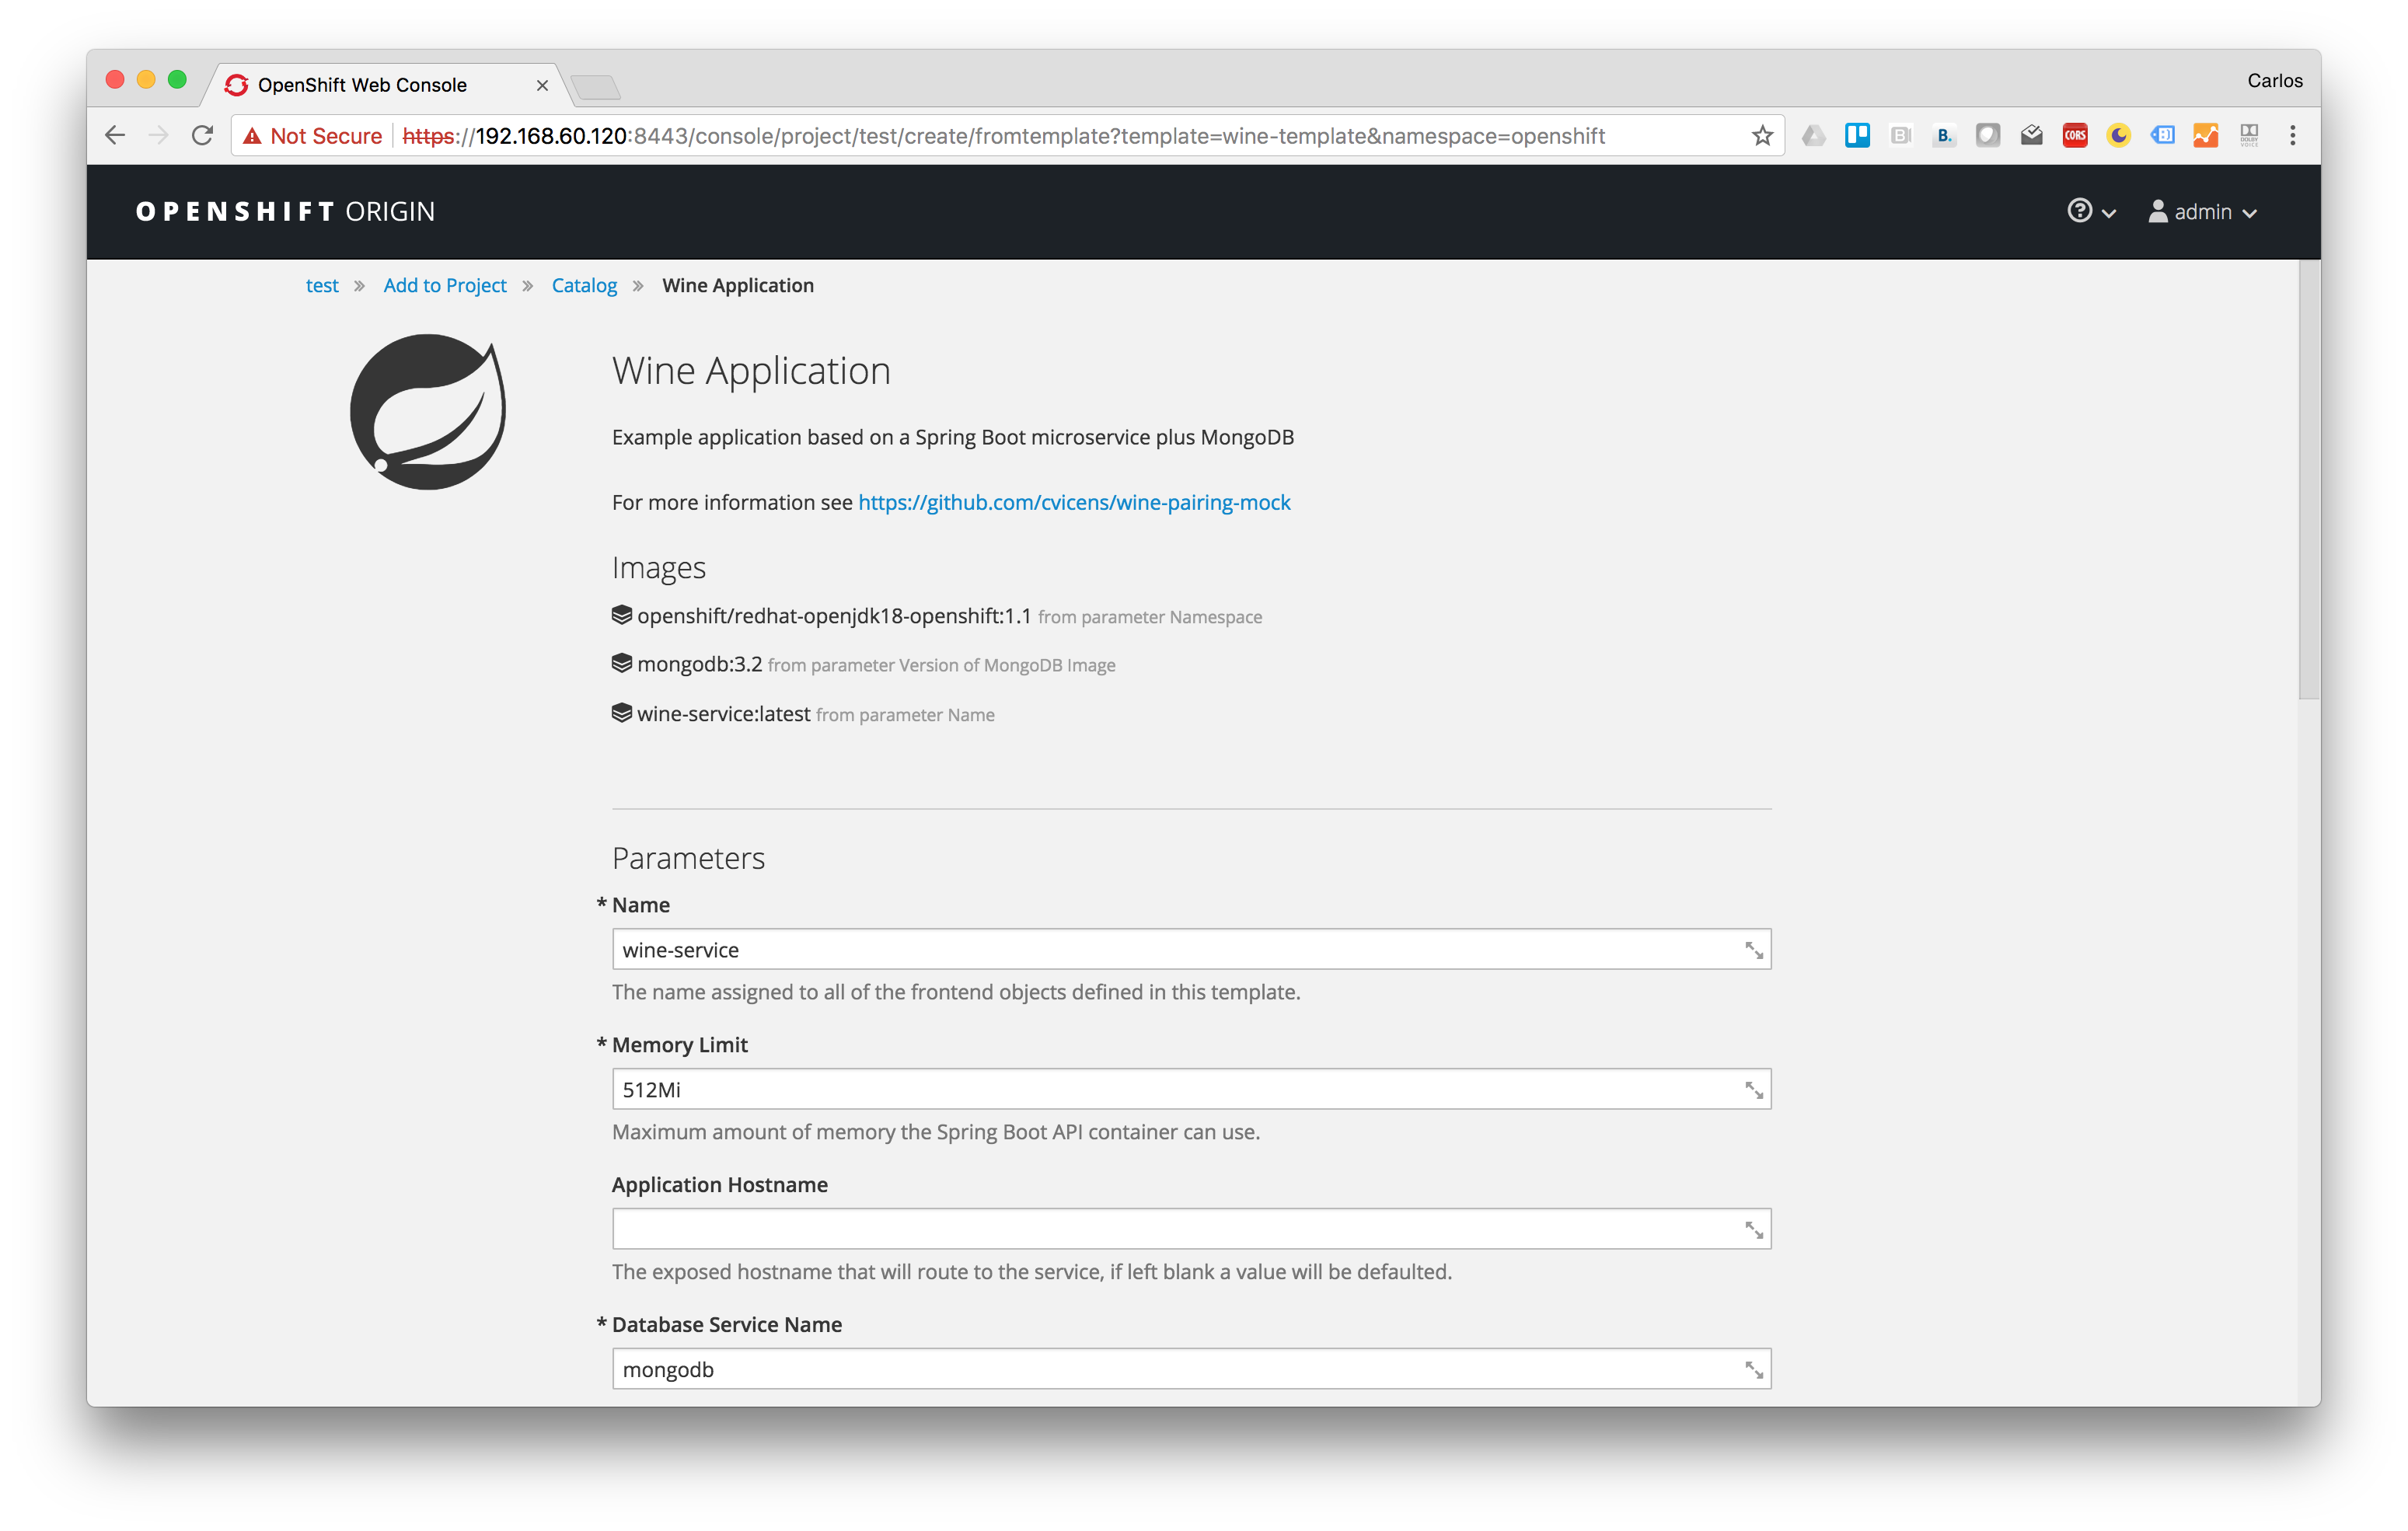 OpenShift Web Console
Carlos
Not Secure https://192.168.60.120:8443/console/project/test/create/fromtemplate?template=wine-template&namespace=openshift
B.
CORS
OPENSHIFT ORIGIN
admin
test » Add to Project » Catalog » Wine Application
Wine Application
Example application based on a Spring Boot microservice plus MongoDB
For more information see https://github.com/cvicens/wine-pairing-mock
Images
openshift/redhat-openjdk18-openshift:1.1 from parameter Namespace
mongodb:3.2 from parameter Version of MongoDB Image
wine-service:latest from parameter Name
Parameters
* Name
wine-service
The name assigned to all of the frontend objects defined in this template.
* Memory Limit
512Mi
Maximum amount of memory the Spring Boot API container can use.
Application Hostname
The exposed hostname that will route to the service, if left blank a value will be defaulted.
* Database Service Name
mongodb